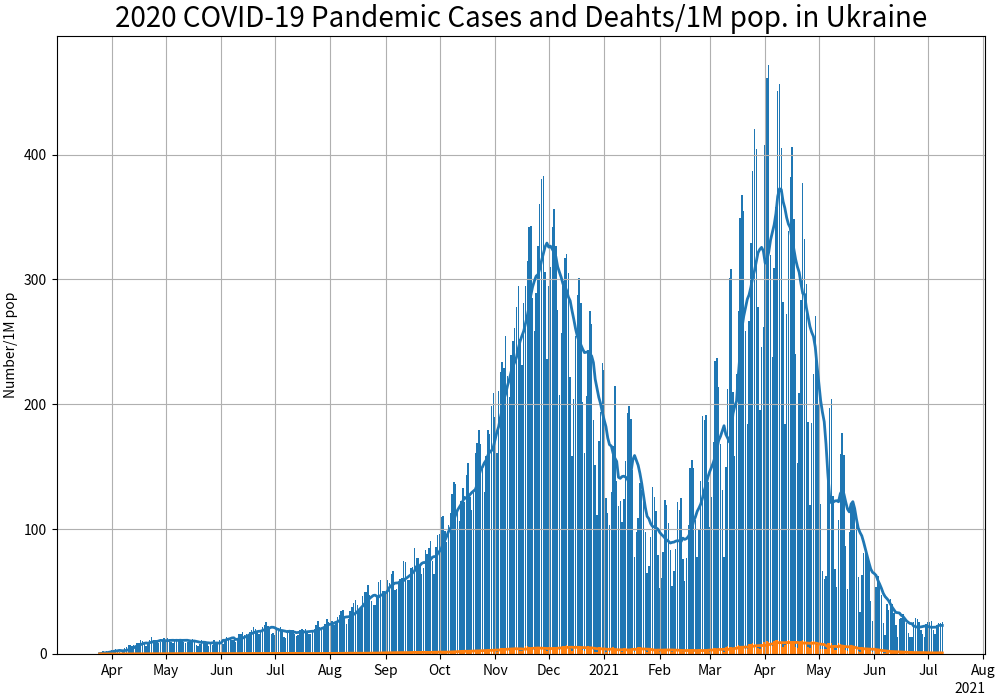 2020 COVID-19 Pandemic Cases and Deahts/1M pop. in Ukraine
Number/1M pop
400
300
200
100
0
Apr May Jun Jul Aug Sep Oct Nov Dec 2021 Feb Mar Apr May Jun Jul Aug
2021